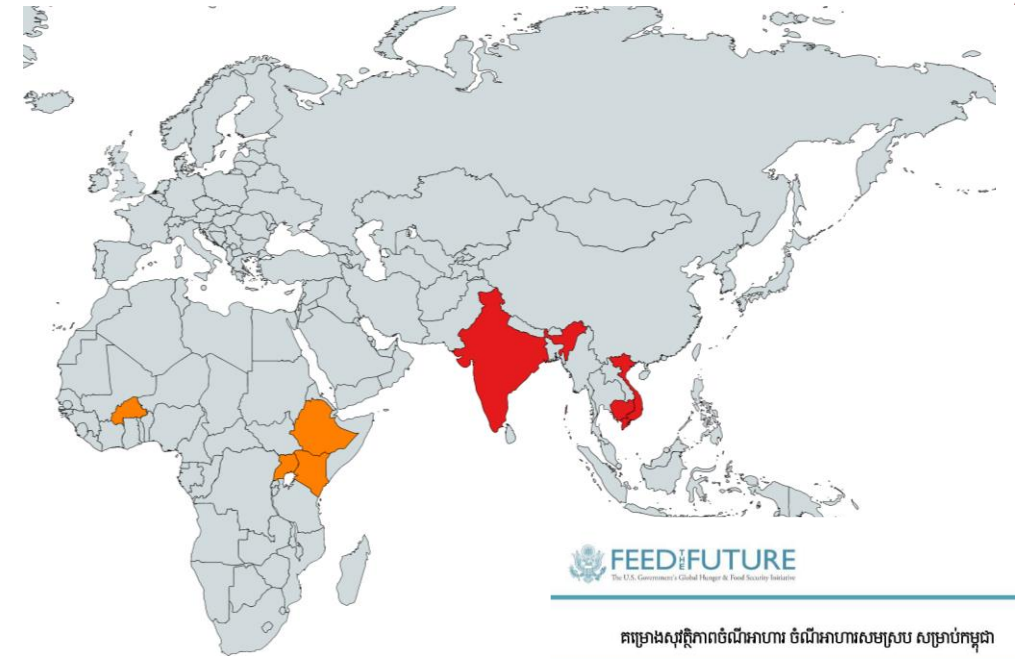 FEED THE FUTURE
The U.S. Government's Global Hunger & Food Security Initiative
គម្រោងសុវត្ថិភាពចំណីអាហារ ចំណីអាហារសមស្រប សម្រាប់កម្ពុជា